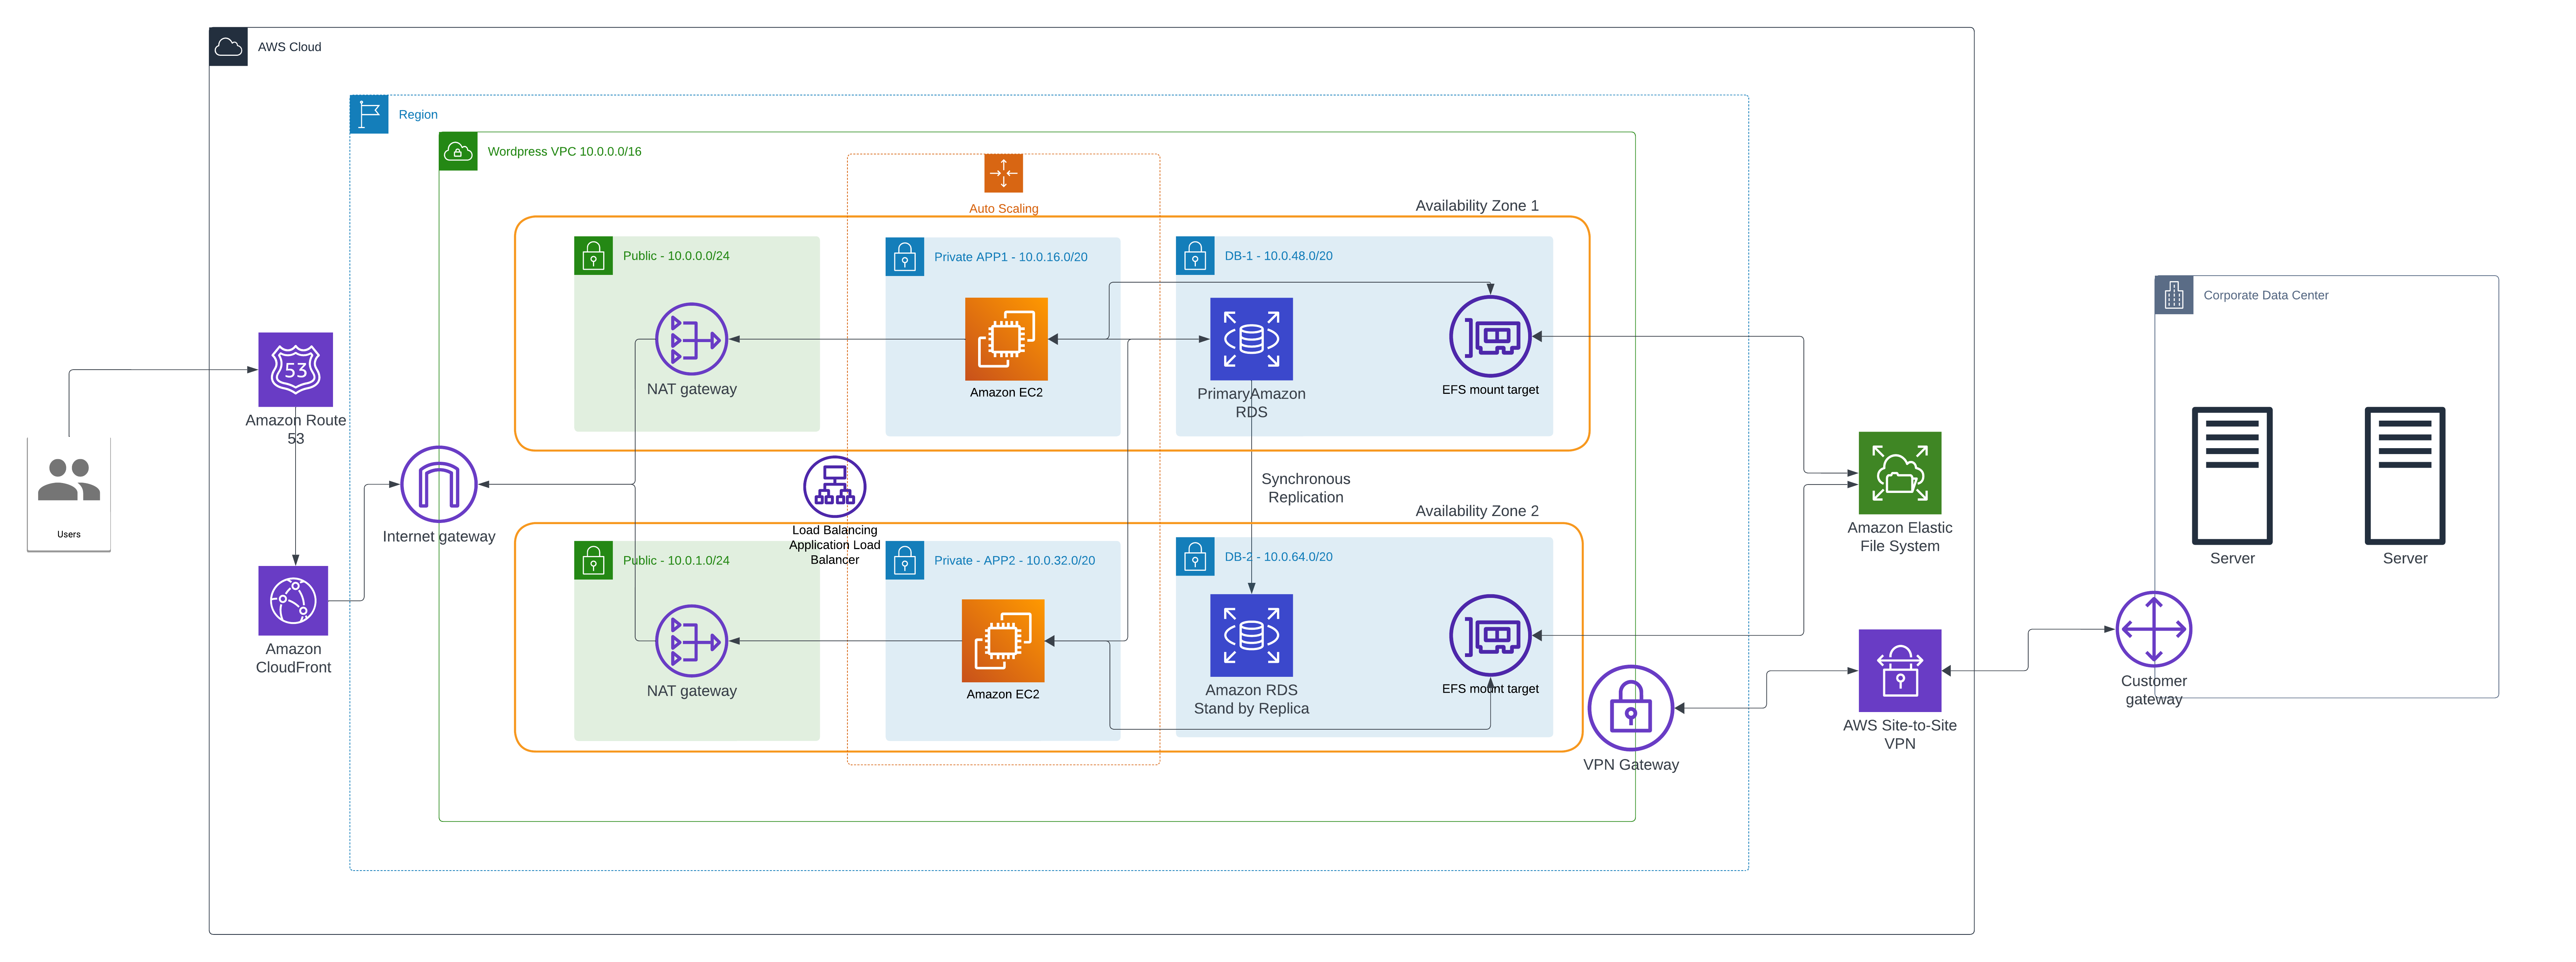 AWS Cloud
Region
Wordpress VPC 10.0.0.0/16
Auto Scaling
Availability Zone 1
Public - 10.0.0.0/24
Private APP1 - 10.0.16.0/20
DB-1 - 10.0.48.0/20
Corporate Data Center
53
NAT gateway
Amazon EC2
PrimaryAmazon
RDS
EFS mount target
Amazon Route
53
Users
Internet gateway
Load Balancing
Application Load
Balancer
Synchronous
Replication
Availability Zone 2
Amazon Elastic
File System
Server
Server
Public - 10.0.1.0/24
Private - APP2 - 10.0.32.0/20
DB-2 - 10.0.64.0/20
Amazon
CloudFront
NAT gateway
Amazon EC2
Amazon RDS
Stand by Replica
EFS mount target
VPN Gateway
AWS Site-to-Site
VPN
Customer
gateway